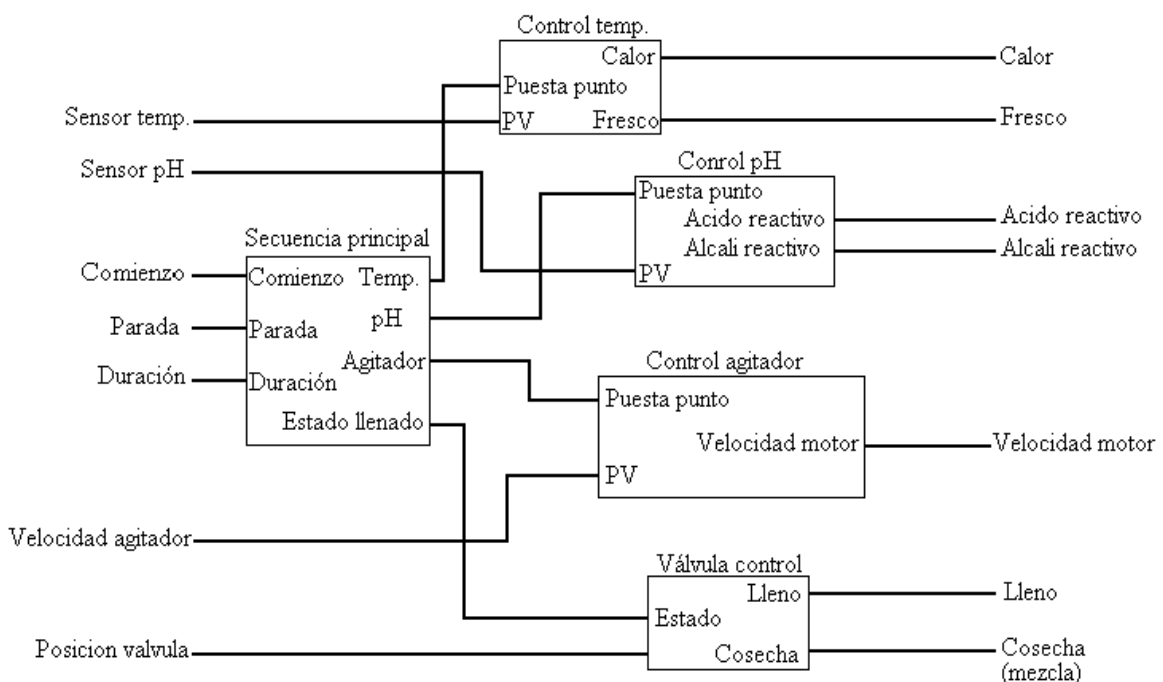 Control temp.
Calor
Calor
Puesta punto
Sensor temp.
PV
Fresco
Fresco
Sensor pH
Conrol pH
Puesta punto
Acido reactivo
Acido reactivo
Alcali reactivo
Alcali reactivo
PV
Secuencia principal
Comienzo
Comienzo
Temp.
Parada
Parada
pH
Duración
Duración
Agitador
Estado llenado
Control agitador
Puesta punto
Velocidad motor
Velocidad motor
PV
Velocidad agitador
Válvula control
Lleno
Lleno
Estado
Posicion valvula
Cosecha
Cosecha
(mezcla)